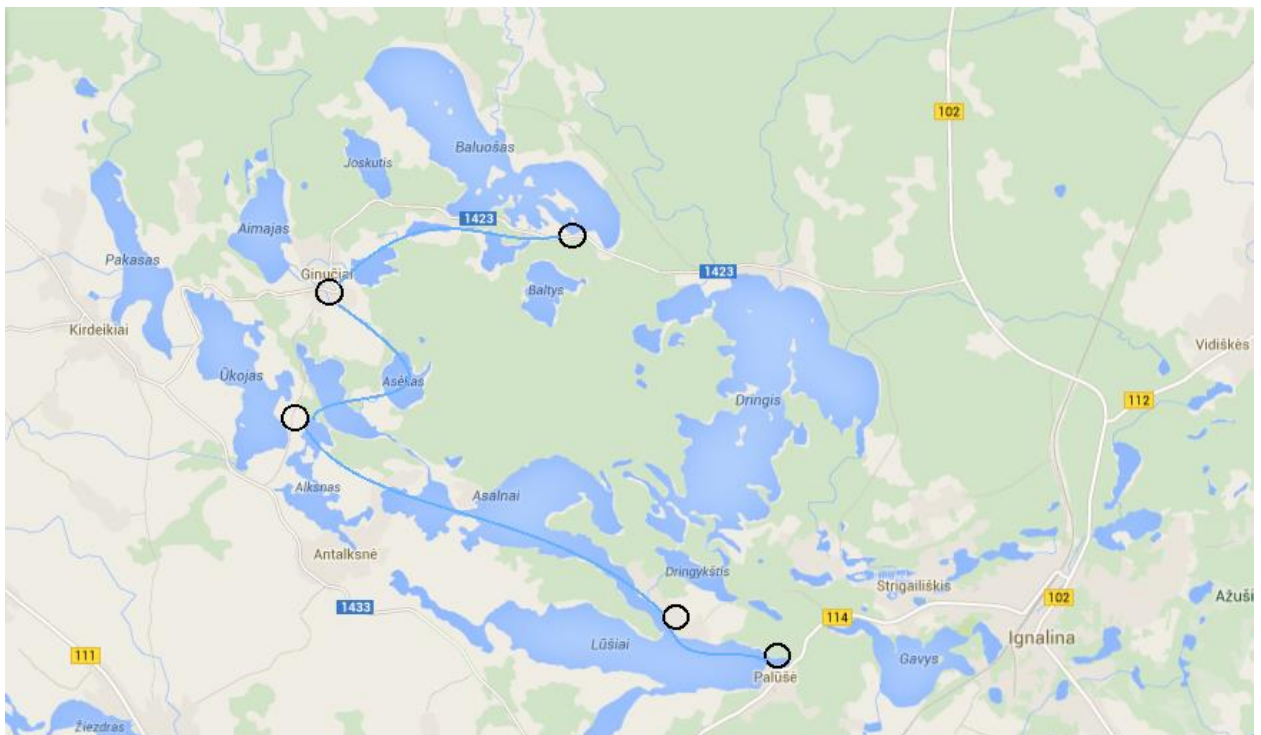 102
Baluošas
Joskutis
1423
Aimajas
Pakasas
Ginučiai
1423
Baltys
Kirdeikiai
Vidiškės
Ūkojas
Asėkas
Dringis
112
Alksnas
Asalnai
Antalksnė
Dringykštis
Strigailiškis
1433
102
Ažuši
114
Ignalina
Lūšiai
111
Gavys
Palūšė
Žiezdras